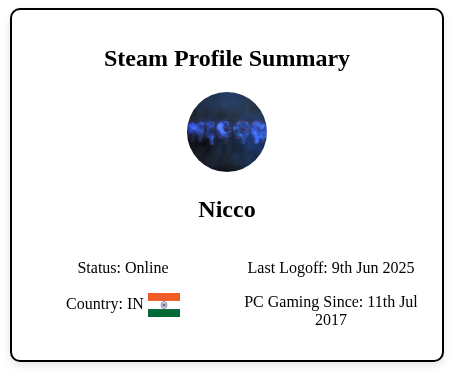 Steam Profile Summary
Nicco
Status: Online
Last Logoff: 9th Jun 2025
Country: IN
PC Gaming Since: 11th Jul
2017